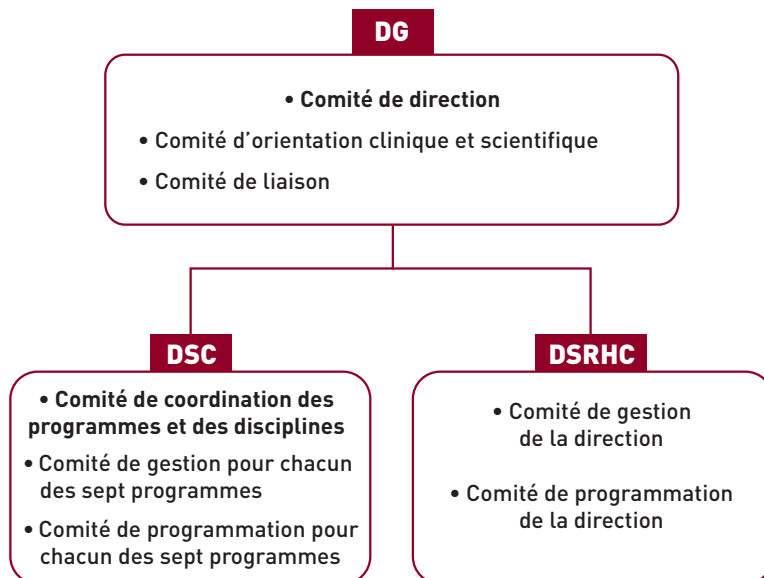 DG
• Comité de direction
• Comité d'orientation clinique et scientifique
• Comité de liaison
DSC
• Comité de coordination des
programmes et des disciplines
• Comité de gestion pour chacun
des sept programmes
• Comité de programmation pour
chacun des sept programmes
DSRHC
• Comité de gestion
de la direction
• Comité de programmation
de la direction